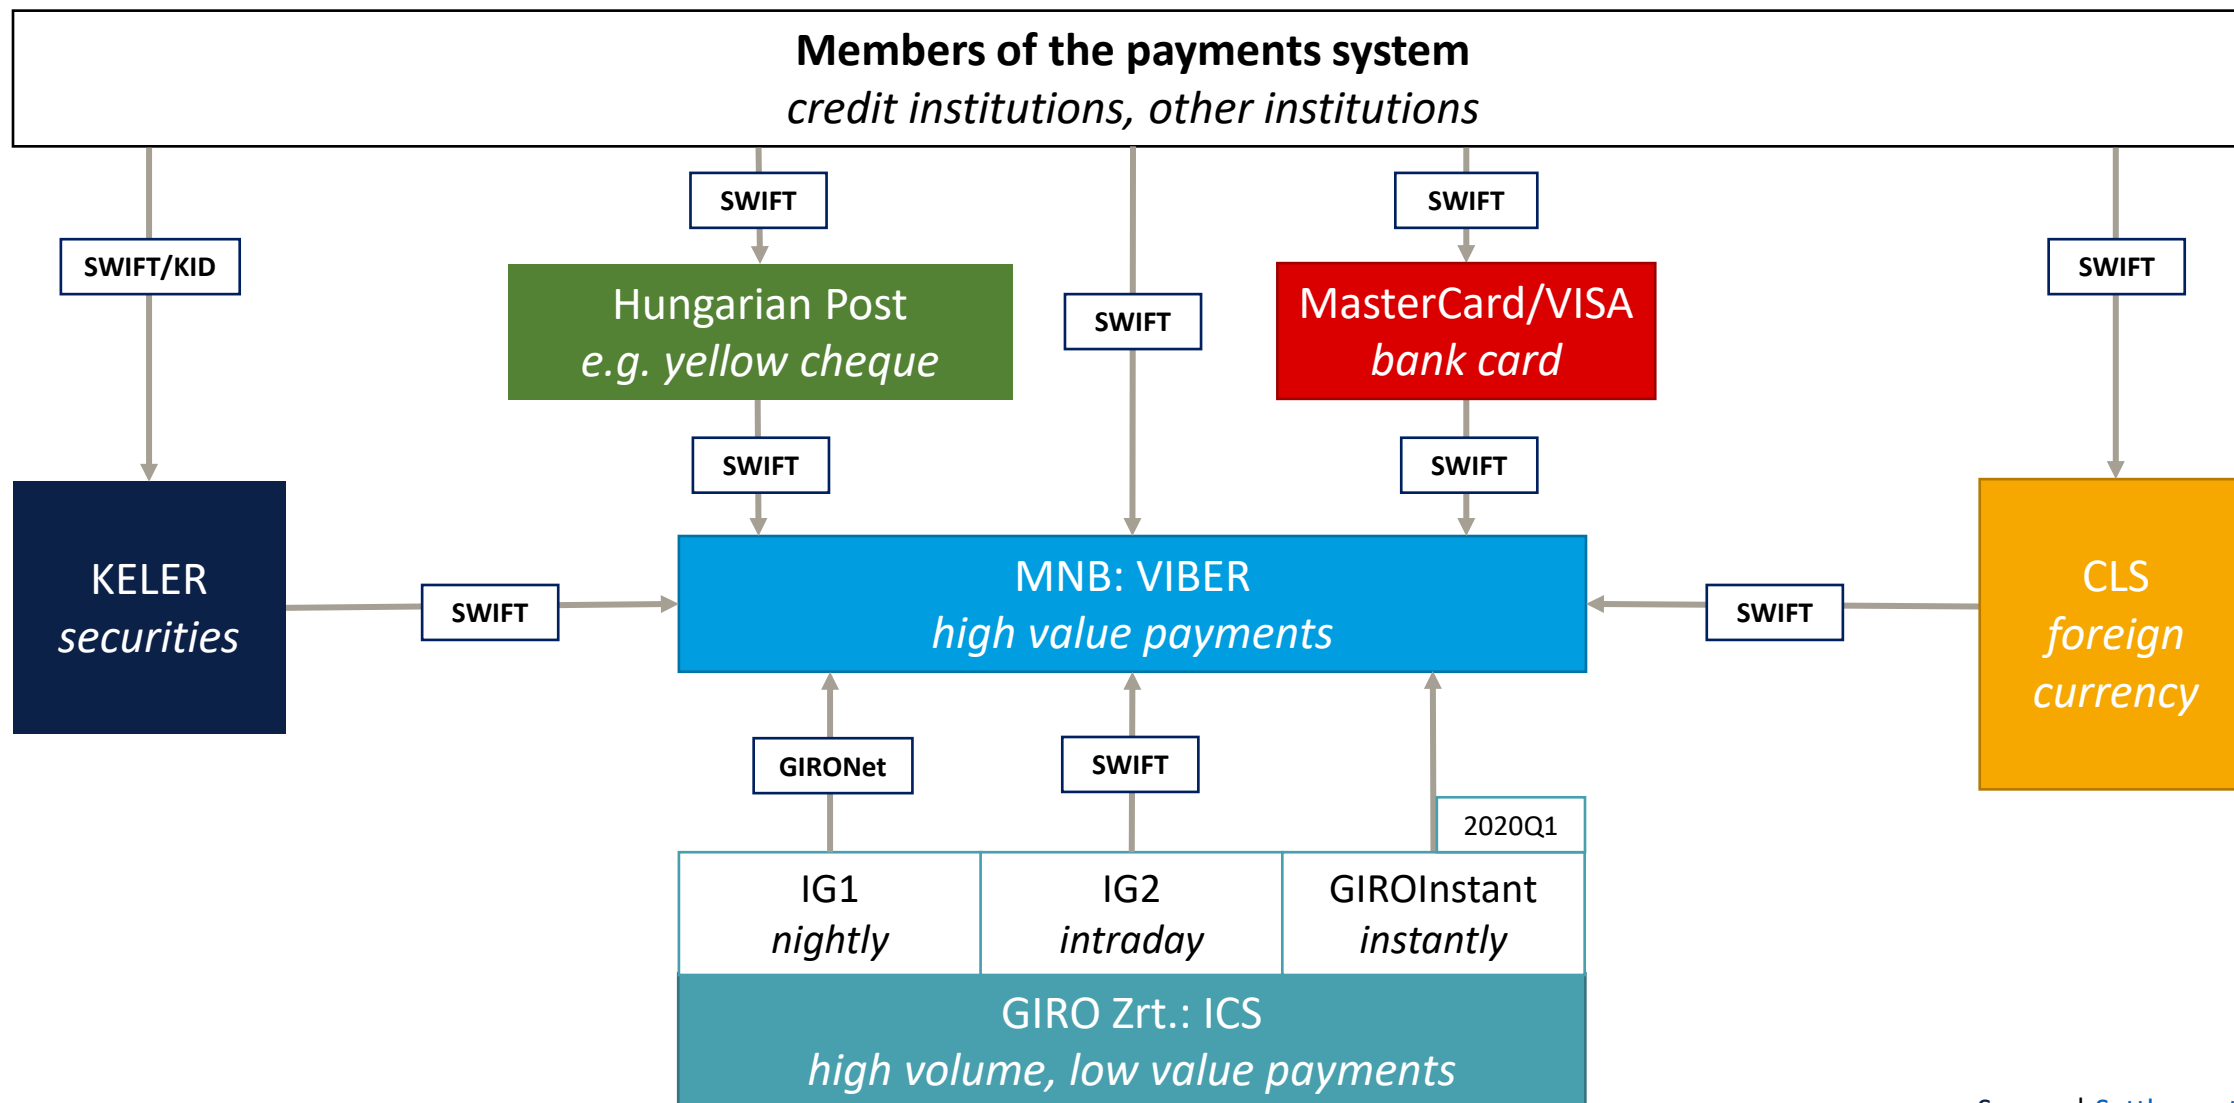 Members of the payments system
credit institutions, other institutions
SWIFT
SWIFT
SWIFT/KID
SWIFT
SWIFT
Hungarian Post
e.g. yellow cheque
MasterCard/VISA
bank card
SWIFT
SWIFT
KELER
securities
SWIFT
MNB: VIBER
high value payments
SWIFT
CLS
foreign
currency
GIRONet
SWIFT
2020Q1
IG1
nightly
IG2
intraday
GIROInstant
instantly
GIRO Zrt.: ICS
high volume, low value payments